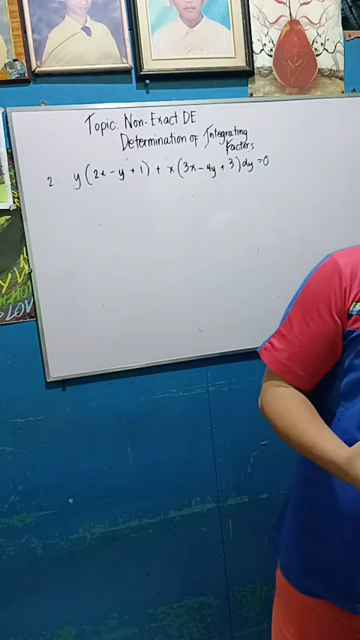 Topic: Non-Exact DE
Determination of Integrating
Factors
2. y(2x - y + 1) + x(3x - 4y + 3)dy = 0